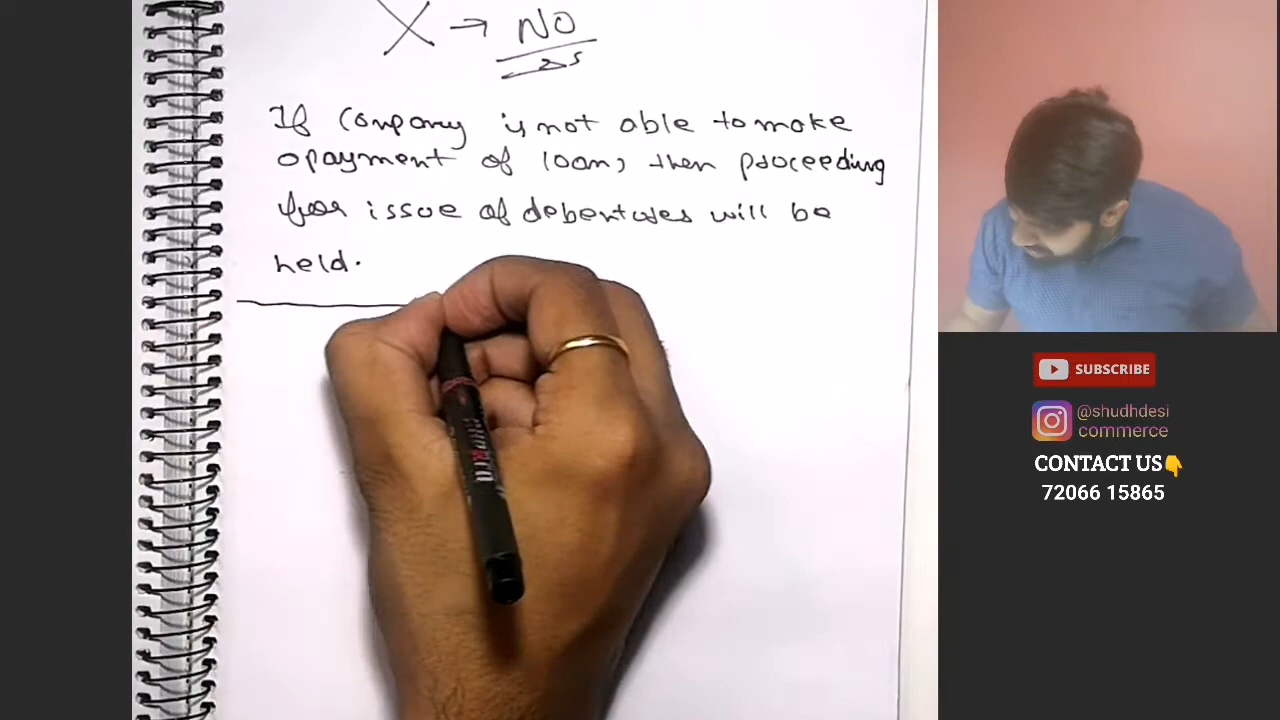 X → NO
If Company is not able to make
payment of loan, then proceeding
for issue of debentures will be
held.
SUBSCRIBE
@shudhdesi
commerce
CONTACT US👇
72066 15865